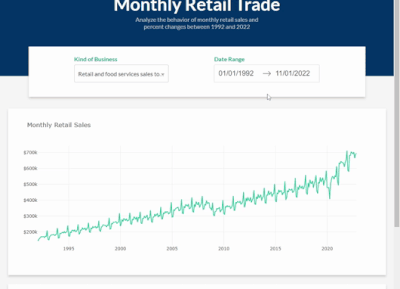 Monthly Retail Trade
Analyze the behavior of monthly retail sales and
percent changes between 1992 and 2022
Kind of Business
Date Range
Retail and food services sales to
01/01/1992 → 11/01/2022
Monthly Retail Sales
$700k
$600k
$500k
$400k
$300k
$200k
1995
2000
2005
2010
2015
2020